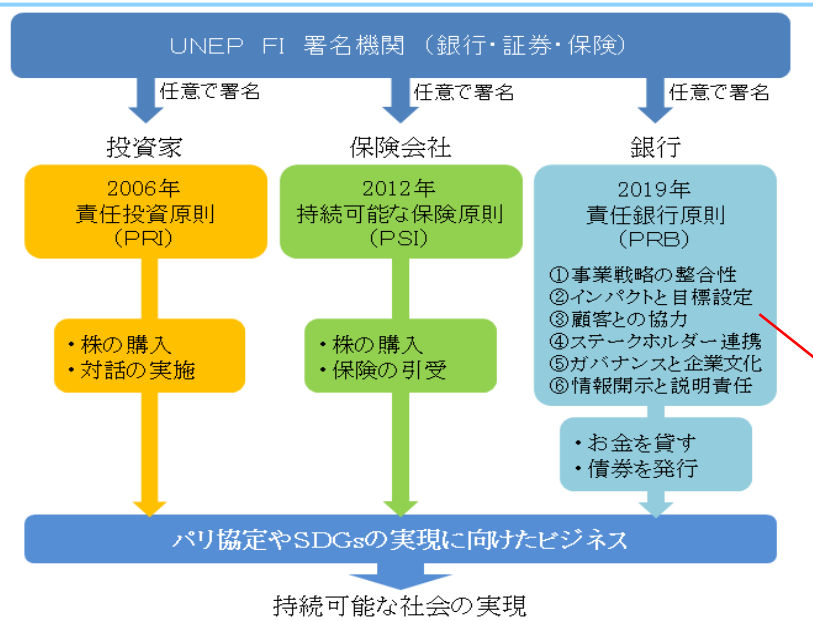 UNEP FI 署名機関 (銀行・証券・保険)
任意で署名
任意で署名
任意で署名
投資家
2006年
責任投資原則
(PRI)
・株の購入
・対話の実施
保険会社
2012年
持続可能な保険原則
(PSI)
・株の購入
・保険の引受
銀行
2019年
責任銀行原則
(PRB)
①事業戦略の整合性
②インパクトと目標設定
③顧客との協力
④ステークホルダー連携
⑤ガバナンスと企業文化
⑥情報開示と説明責任
・お金を貸す
・債券を発行
パリ協定やSDGsの実現に向けたビジネス
持続可能な社会の実現